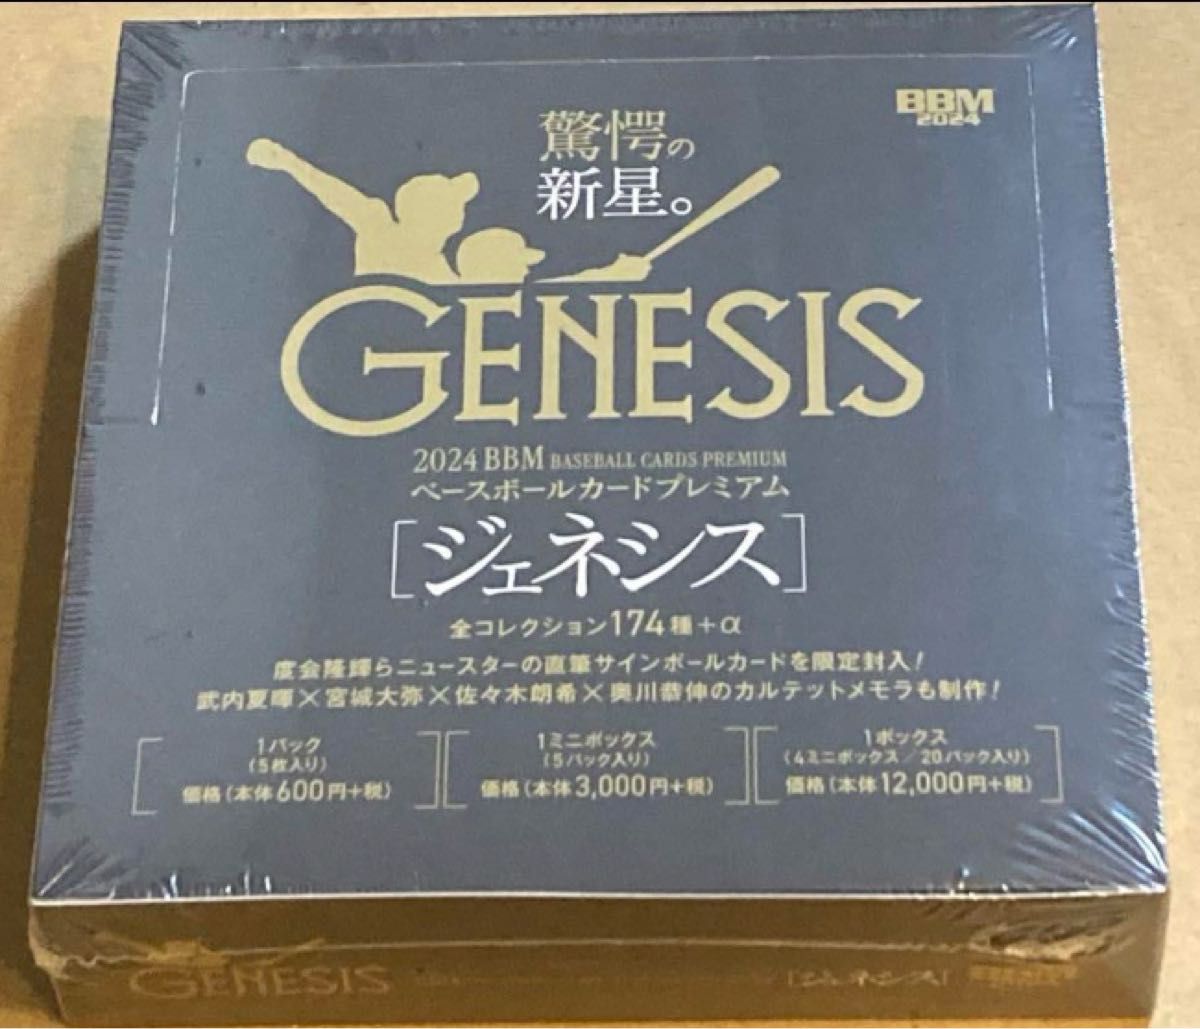 BBM
2024
驚愕の
新星。
GENESIS
2024 BBM BASEBALL CARDS PREMIUM
ベースボールカードプレミアム
[ジェネシス]
全コレクション174種+α
度会隆輝らニュースターの直筆サインボールカードを限定封入!
武内夏暉×宮城大弥×佐々木朗希×奥川恭伸のカルテットメモラも制作!
1パック
(5枚入り)
価格(本体600円+税)
1ミニボックス
(5パック入り)
価格(本体3,000円+税)
1ボックス
(4ミニボックス/20パック入り)
価格(本体12,000円+税)
GENESIS
[ジェネシス]